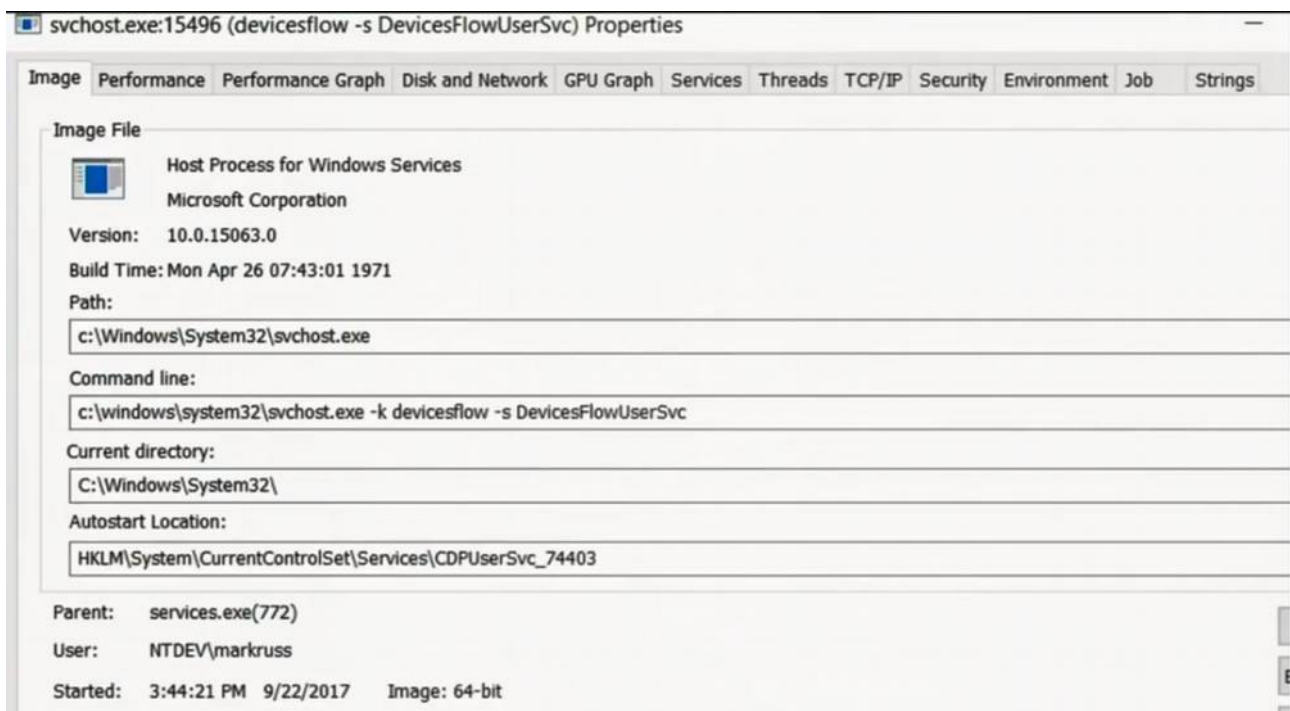 svchost.exe:15496 (devicesflow -s DevicesFlowUserSvc) Properties
Image Performance Performance Graph Disk and Network GPU Graph Services Threads TCP/IP Security Environment Job Strings
Image File
Host Process for Windows Services
Microsoft Corporation
Version: 10.0.15063.0
Build Time: Mon Apr 26 07:43:01 1971
Path:
c:\Windows\System32\svchost.exe
Command line:
c:\windows\system32\svchost.exe -k devicesflow -s DevicesFlowUserSvc
Current directory:
C:\Windows\System32\
Autostart Location:
HKLM\System\CurrentControlSet\Services\CDPUserSvc_74403
Parent: services.exe(772)
User: NTDEV\markruss
Started: 3:44:21 PM 9/22/2017 Image: 64-bit